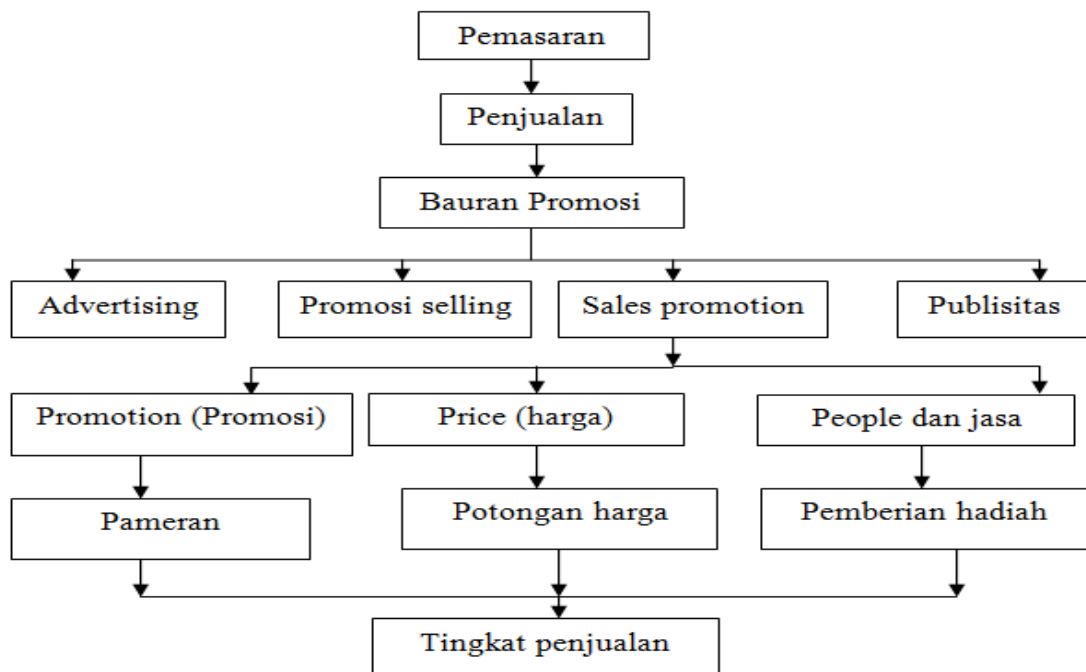 Pemasaran
Penjualan
Bauran Promosi
Advertising
Promosi selling
Sales promotion
Publisitas
Promotion (Promosi)
Price (harga)
People dan jasa
Pameran
Potongan harga
Pemberian hadiah
Tingkat penjualan